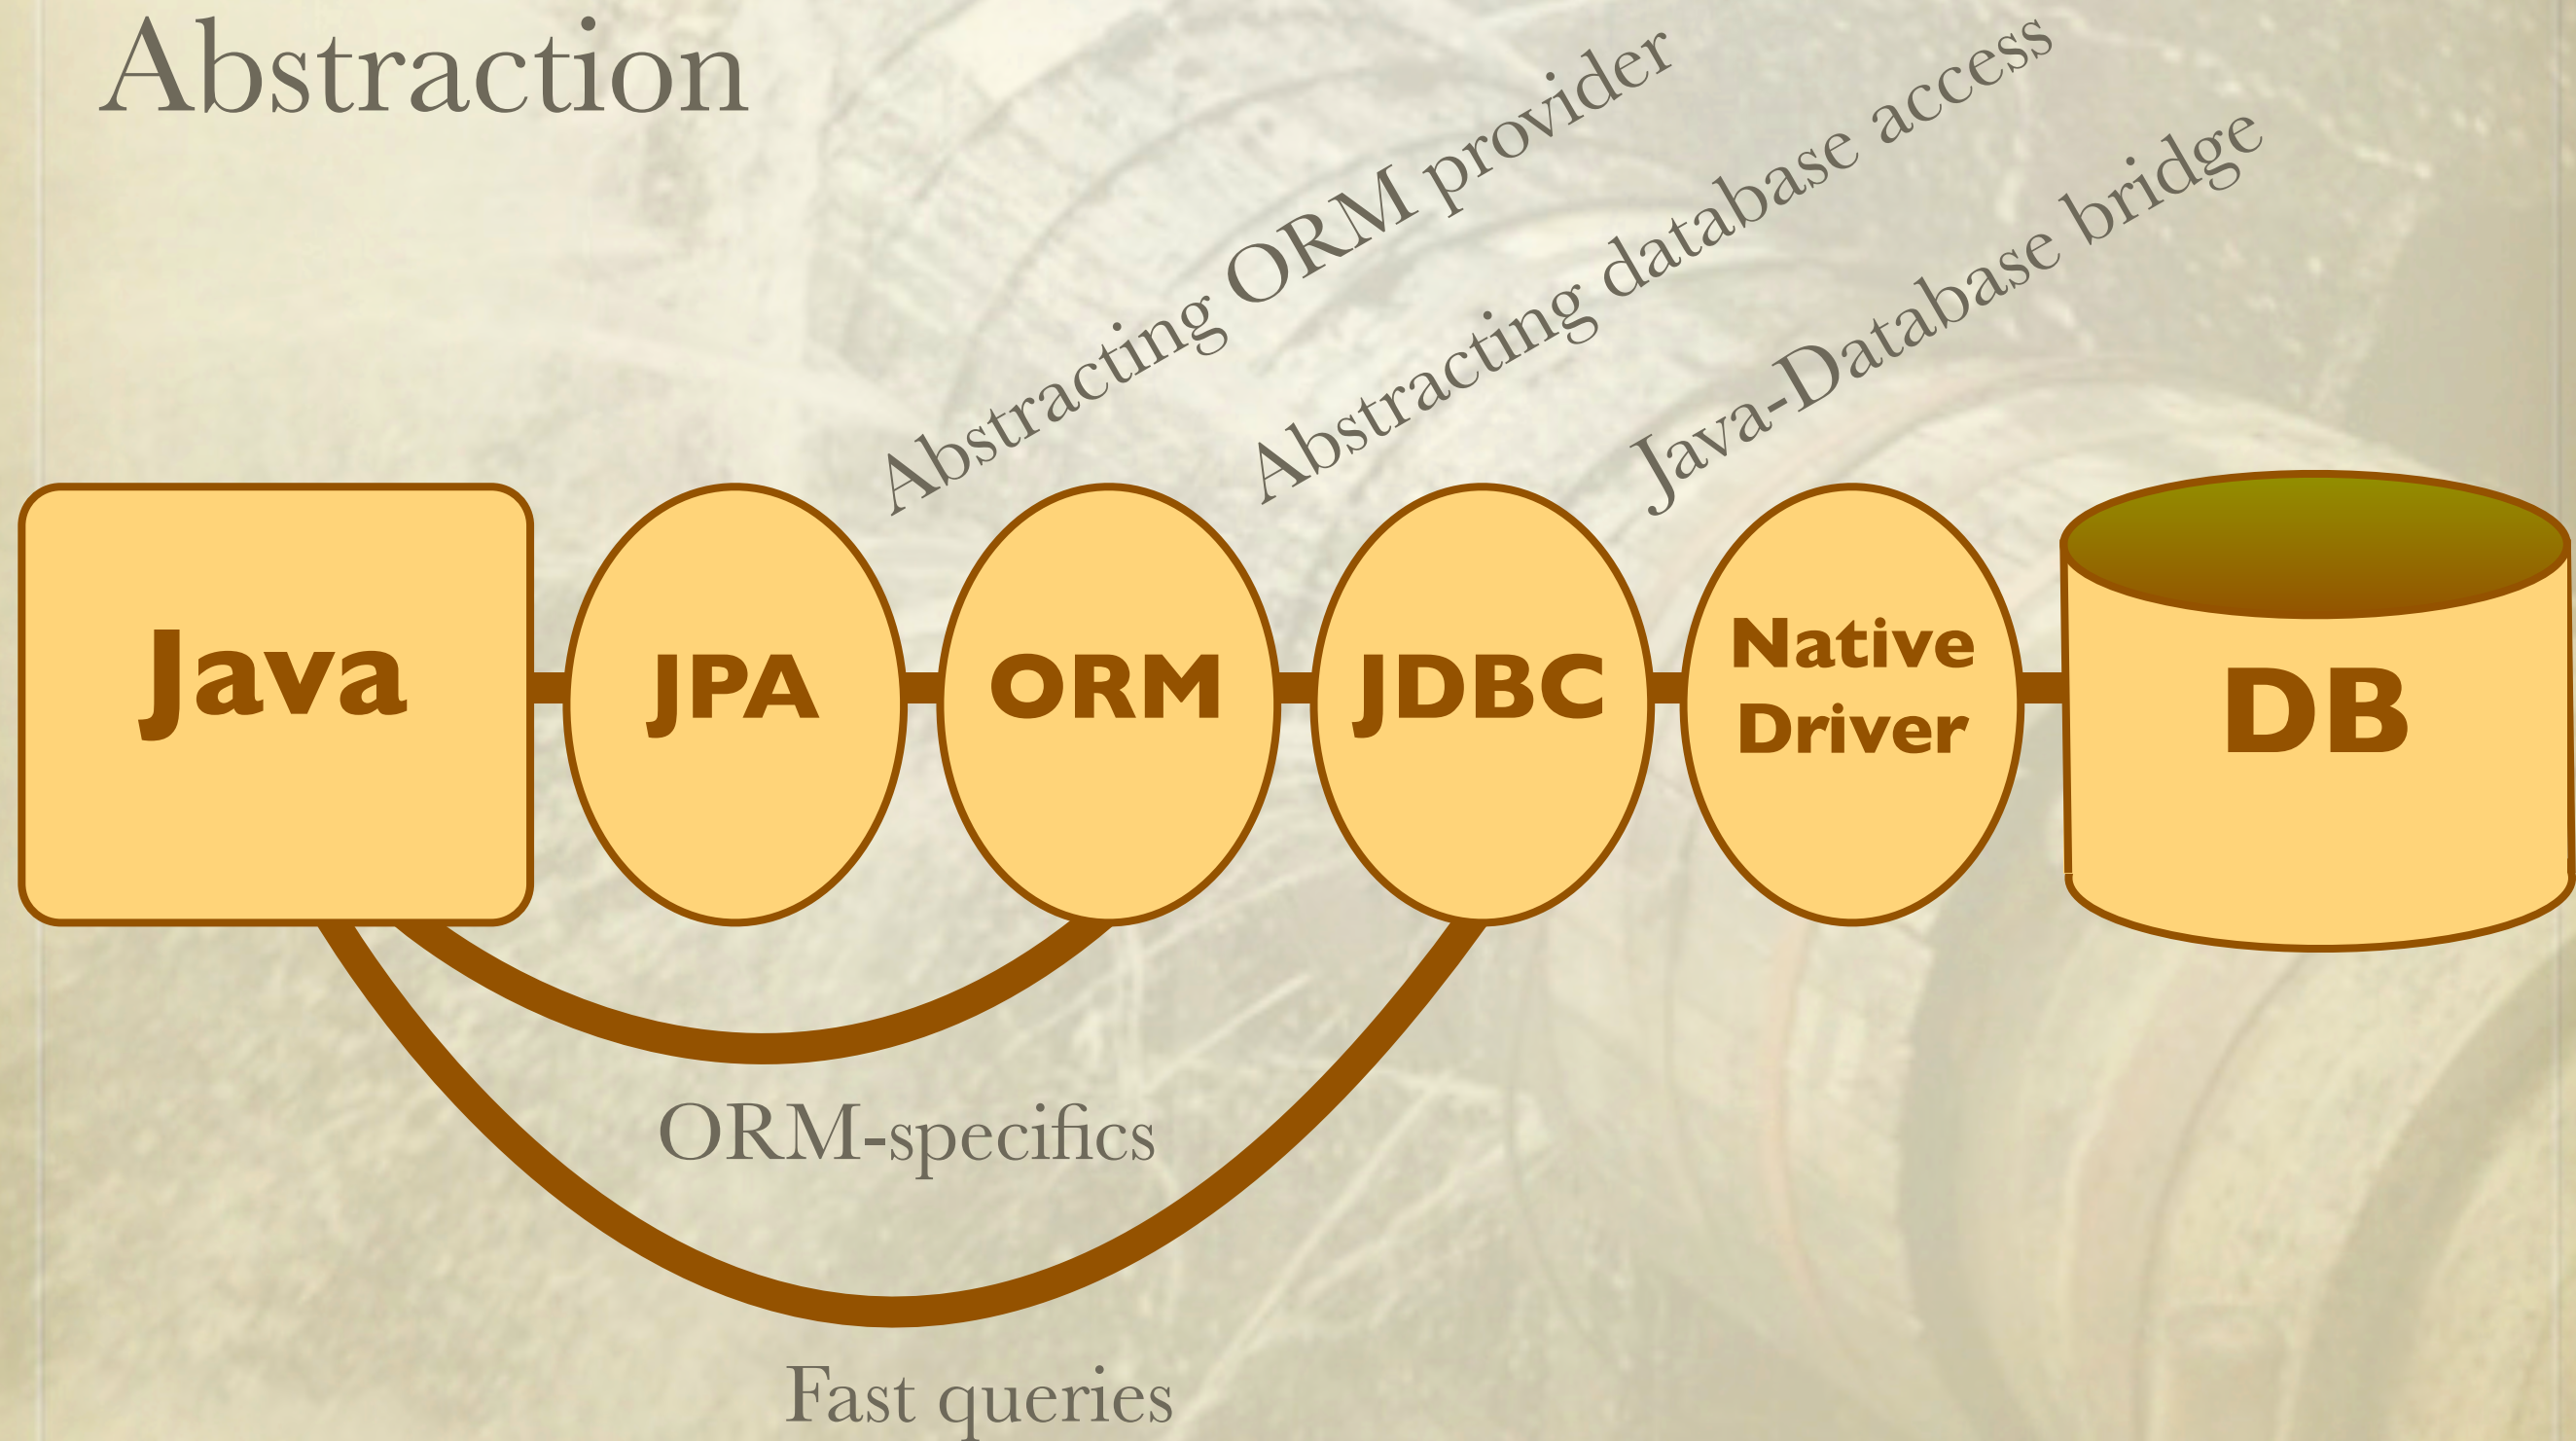 Abstraction
Abstracting ORM provider
Abstracting database access
Java-Database bridge
Java
JPA
ORM
JDBC
Native
Driver
DB
ORM-specifics
Fast queries